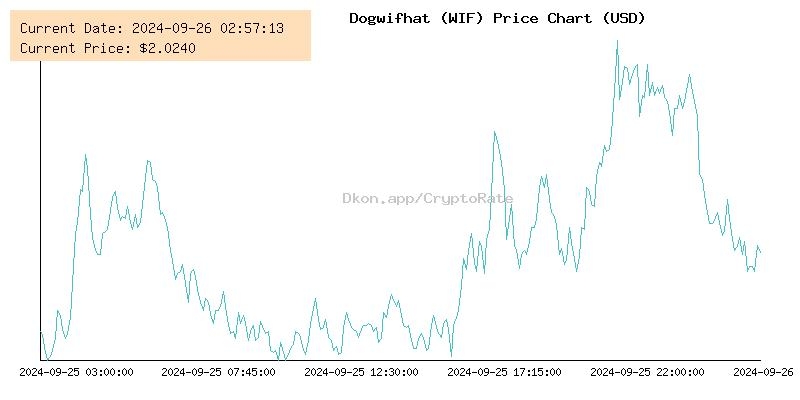 Dogwifhat (WIF) Price Chart (USD)
Current Date: 2024-09-26 02:57:13
Current Price: $2.0240
Dkon.app/CryptoRate
2024-09-25 03:00:00 2024-09-25 07:45:00 2024-09-25 12:30:00 2024-09-25 17:15:00 2024-09-25 22:00:00 2024-09-26